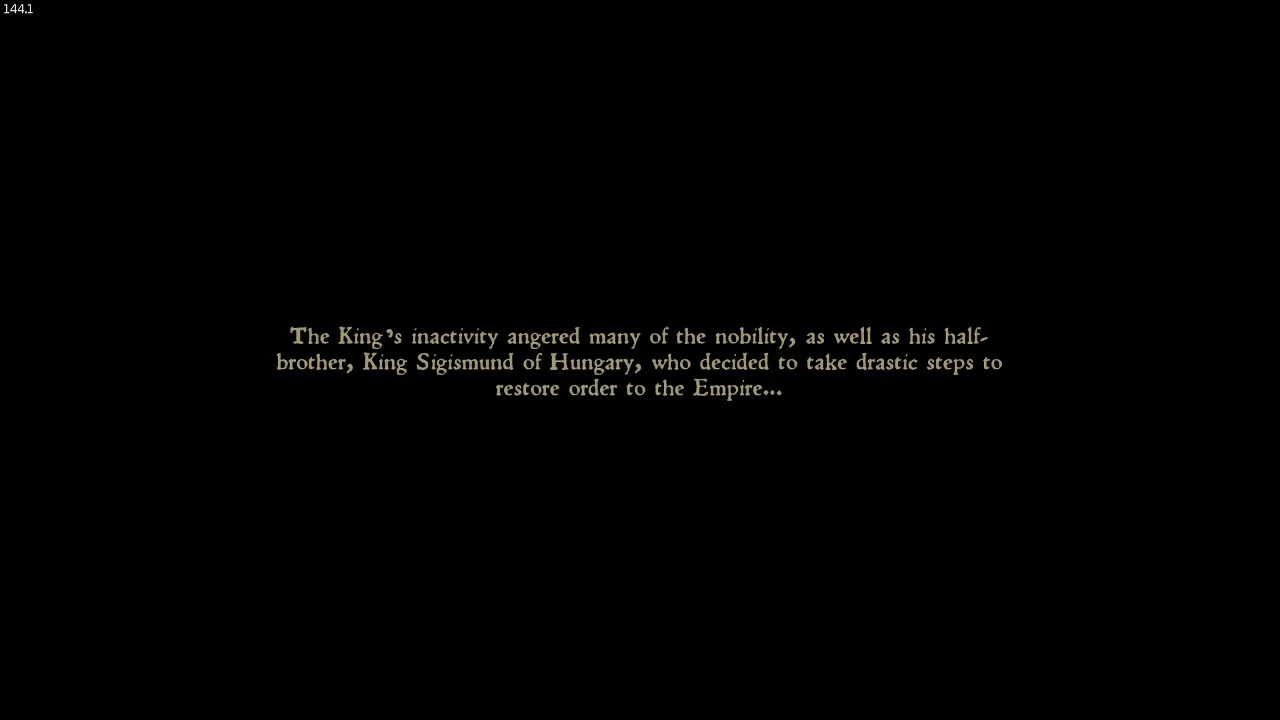 144.1
The King's inactivity angered many of the nobility, as well as his half-
brother, King Sigismund of Hungary, who decided to take drastic steps to
restore order to the Empire...